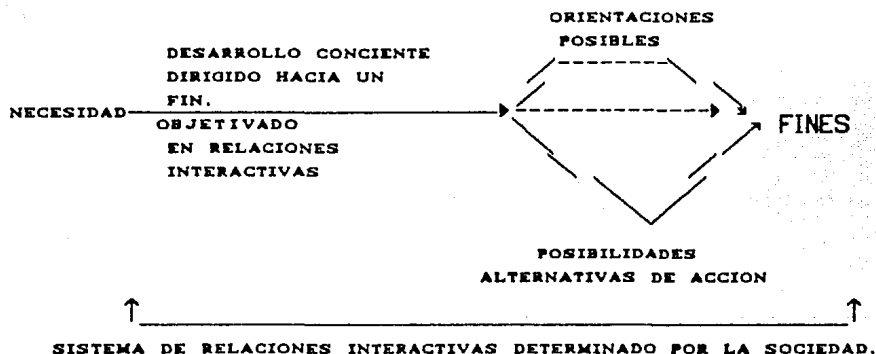 ORIENTACIONES
POSIBLES
DESARROLLO CONCIENTE
DIRIGIDO HACIA UN
FIN.
NECESIDAD
OBJETIVADO
EN RELACIONES
INTERACTIVAS
FINES
POSIBILIDADES
ALTERNATIVAS DE ACCION
SISTEMA DE RELACIONES INTERACTIVAS DETERMINADO POR LA SOCIEDAD.